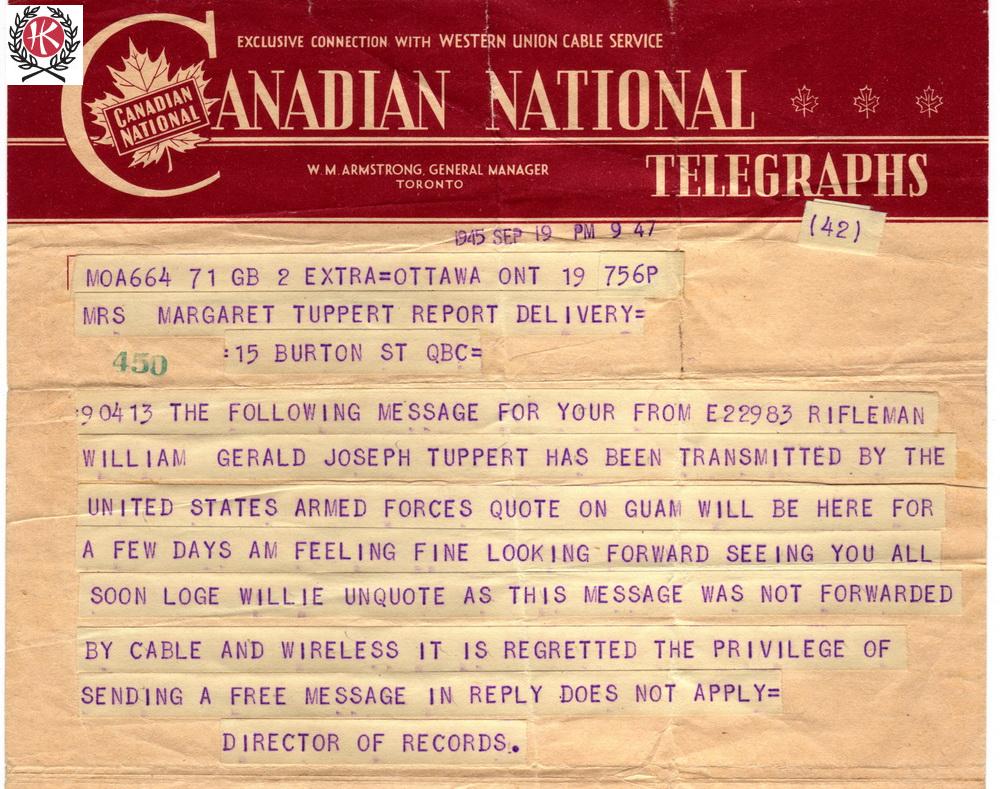 HK
EXCLUSIVE CONNECTION WITH WESTERN UNION CABLE SERVICE
CANADIAN NATIONAL
CANADIAN NATIONAL
W. M. ARMSTRONG, GENERAL MANAGER
TORONTO
TELEGRAPHS
1945 SEP 19 PM 9 47
(42)
MOA664 71 GB 2 EXTRA=OTTAWA ONT 19 756P
MRS MARGARET TUPPERT REPORT DELIVERY=
450
:15 BURTON ST QBC=
:90413 THE FOLLOWING MESSAGE FOR YOUR FROM E22983 RIFLEMAN
WILLIAM GERALD JOSEPH TUPPERT HAS BEEN TRANSMITTED BY THE
UNITED STATES ARMED FORCES QUOTE ON GUAM WILL BE HERE FOR
A FEW DAYS AM FEELING FINE LOOKING FORWARD SEEING YOU ALL
SOON LOGE WILLIE UNQUOTE AS THIS MESSAGE WAS NOT FORWARDED
BY CABLE AND WIRELESS IT IS REGRETTED THE PRIVILEGE OF
SENDING A FREE MESSAGE IN REPLY DOES NOT APPLY=
DIRECTOR OF RECORDS.